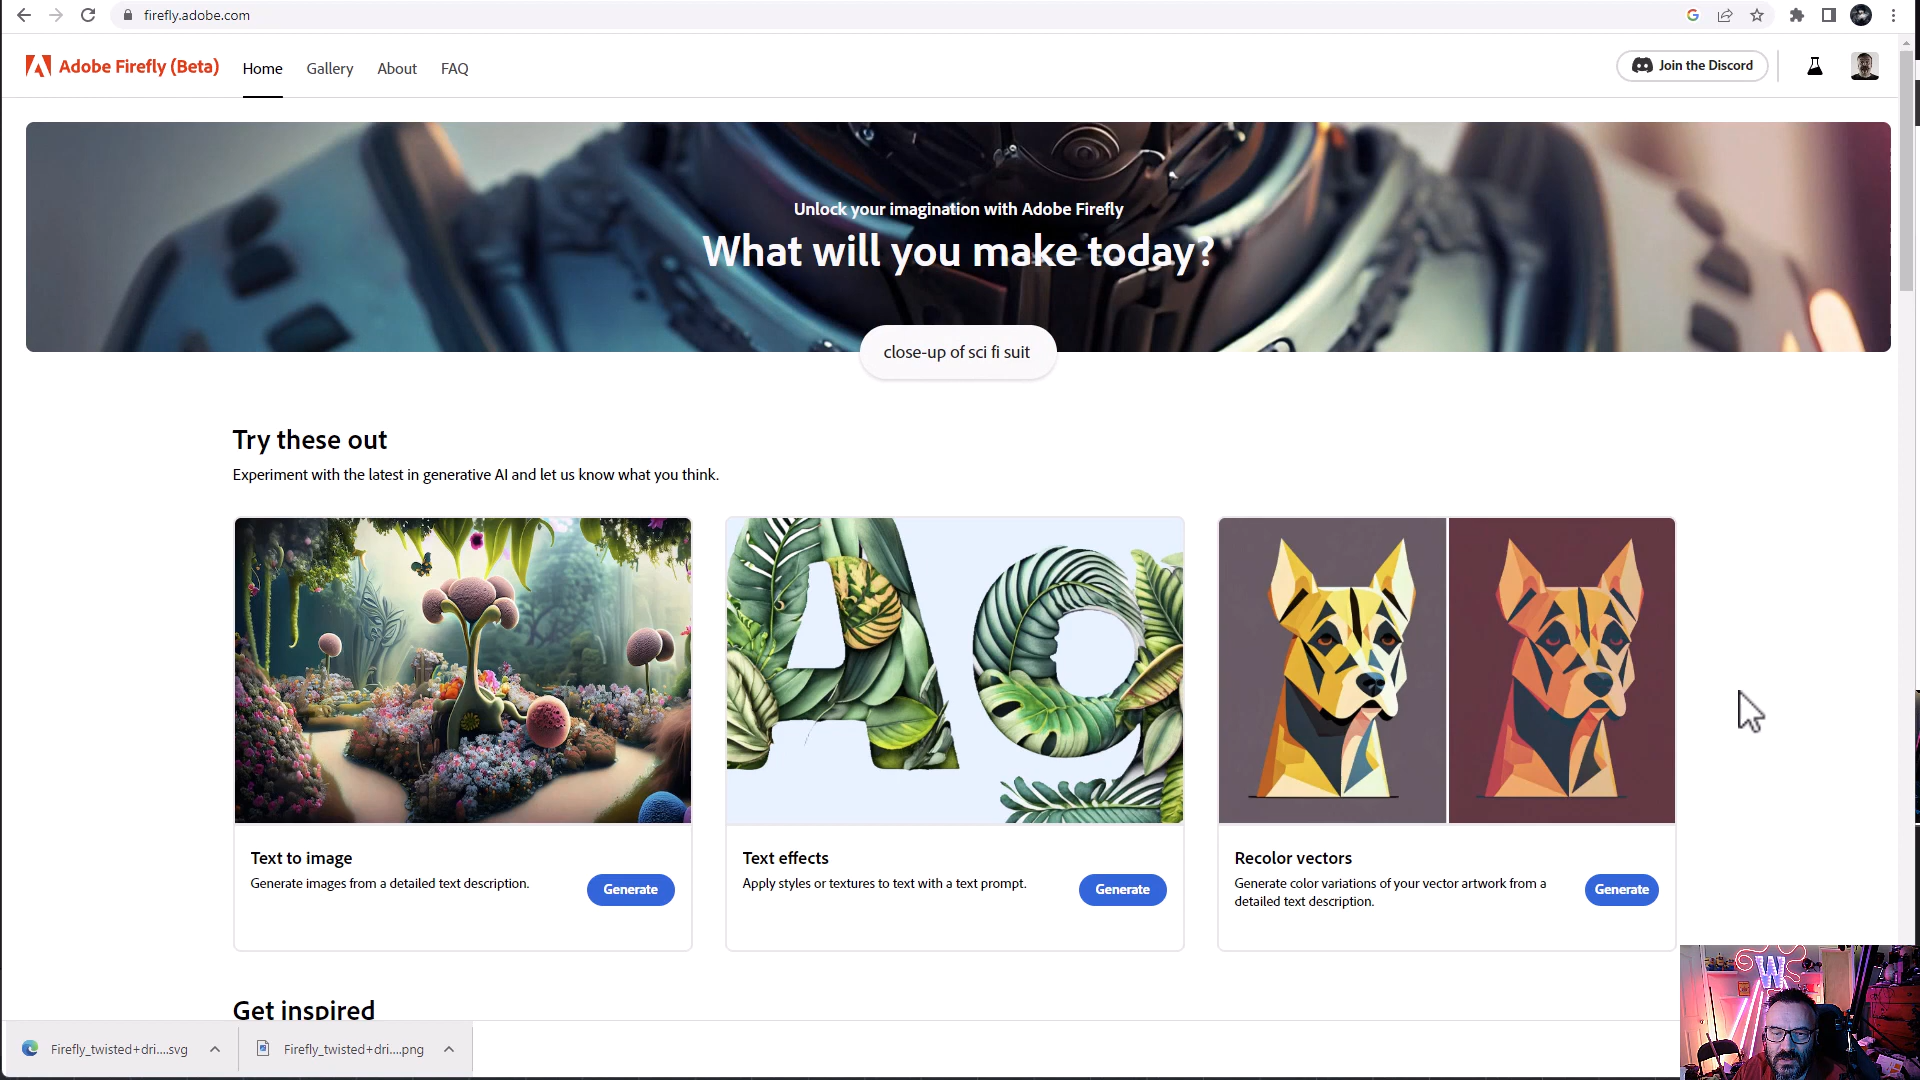 firefly.adobe.com
Adobe Firefly (Beta)
Home
Gallery
About
FAQ
Join the Discord
Unlock your imagination with Adobe Firefly
What will you make today?
close-up of sci fi suit
Try these out
Experiment with the latest in generative AI and let us know what you think.
Text to image
Generate images from a detailed text description.
Generate
Text effects
Apply styles or textures to text with a text prompt.
Generate
Recolor vectors
Generate color variations of your vector artwork from a
detailed text description.
Generate
Get inspired
Firefly_twisted+dri....svg
Firefly_twisted+dri....png
W